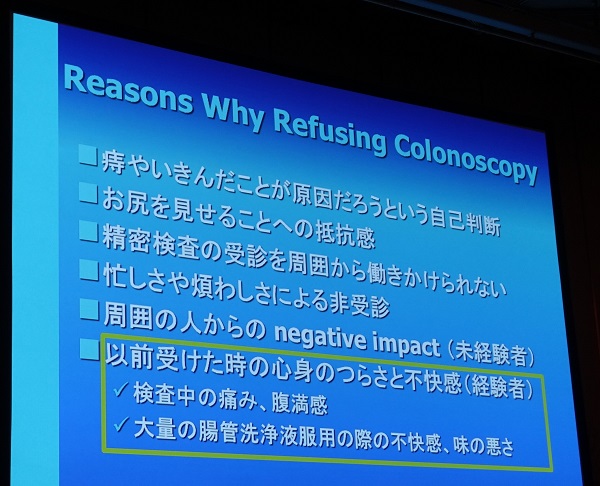 Reasons Why Refusing Colonoscopy
痔やいきんだことが原因だろうという自己判断
お尻を見せることへの抵抗感
精密検査の受診を周囲から働きかけられない
忙しさや煩わしさによる非受診
周囲の人からの negative impact (未経験者)
以前受けた時の心身のつらさと不快感(経験者)
✓ 検査中の痛み、腹満感
✓ 大量の腸管洗浄液服用の際の不快感、味の悪さ